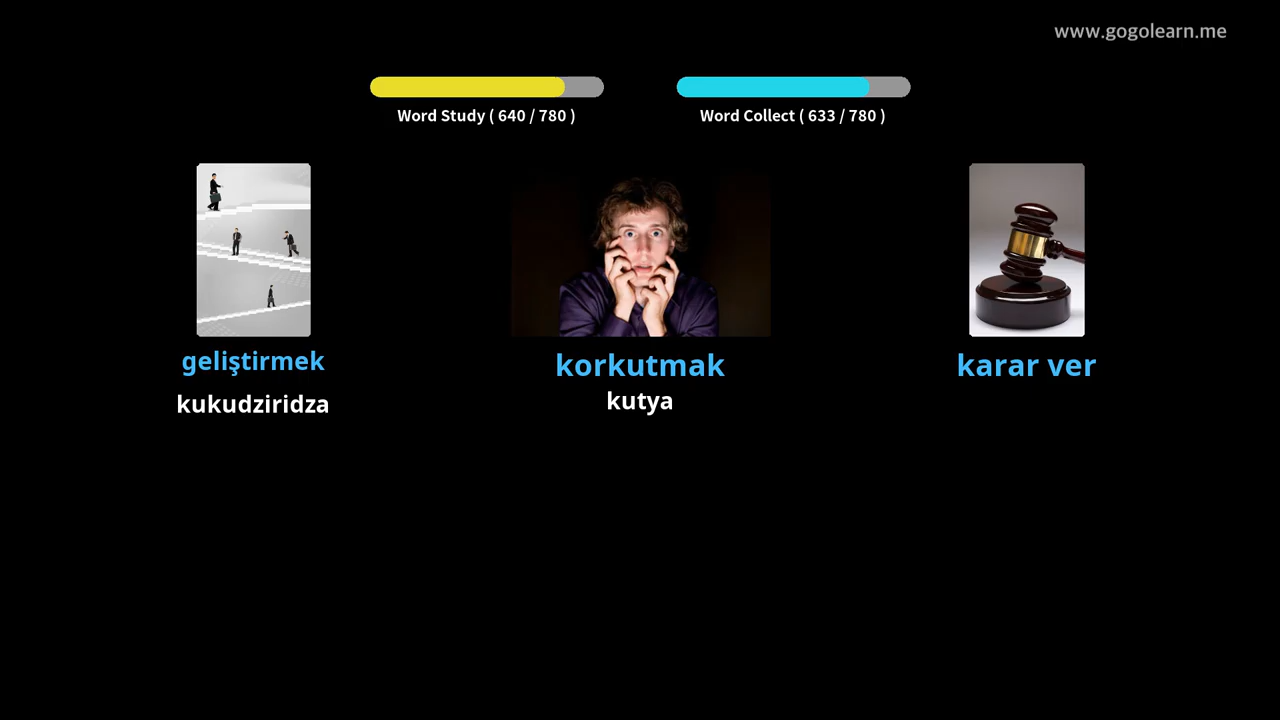 www.gogolearn.me
Word Study ( 640 / 780 )
Word Collect ( 633 / 780 )
geliştirmek
korkutmak
karar ver
kukudziridza
kutya